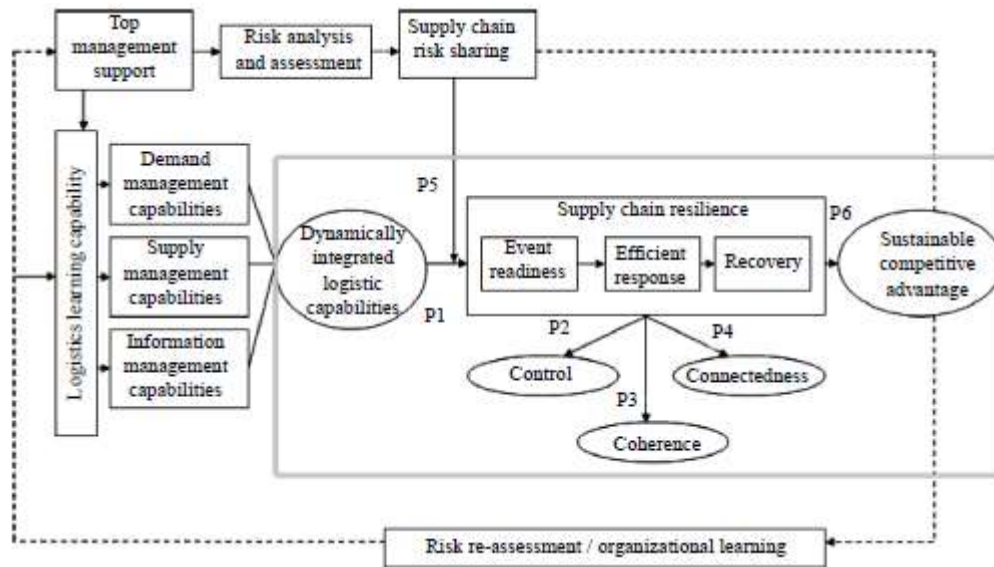 Top
management
support
Risk analysis
and assessment
Supply chain
risk sharing
Logistics learning capability
Demand
management
capabilities
Supply
management
capabilities
Information
management
capabilities
Dynamically
integrated
logistic
capabilities
P5
P1
Supply chain resilience
Event
readiness
Efficient
response
Recovery
P6
Sustainable
competitive
advantage
P2
P4
Control
Connectedness
P3
Coherence
Risk re-assessment / organizational learning